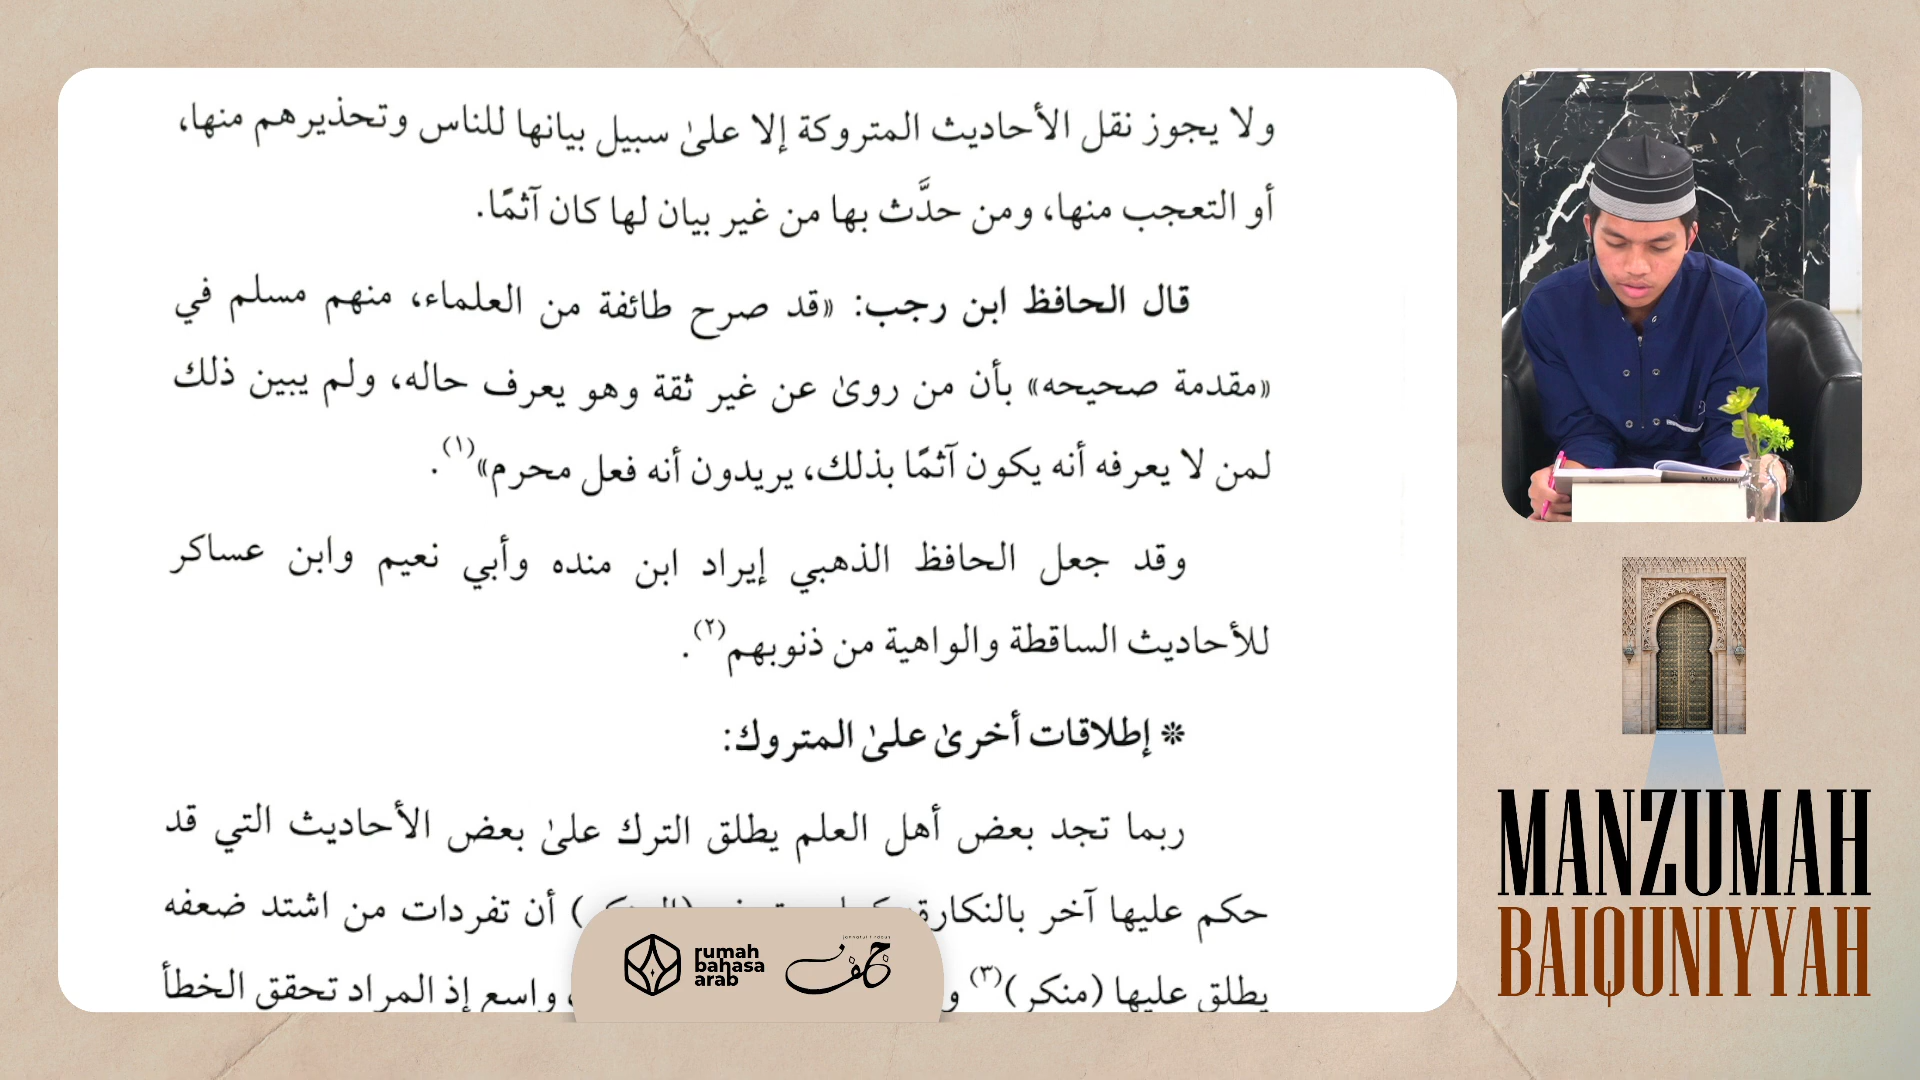 ولا يجوز نقل الأحاديث المتروكة إلا علىٰ سبيل بيانها للناس وتحذيرهم منها،
أو التعجب منها، ومن حدَّث بها من غير بيان لها كان آثمًا.
قال الحافظ ابن رجب: «قد صرح طائفة من العلماء، منهم مسلم في
«مقدمة صحيحه» بأن من روىٰ عن غير ثقة وهو يعرف حاله، ولم يبين ذلك
لمن لا يعرفه أنه يكون آثمًا بذلك، يريدون أنه فعل محرم»(١).
وقد جعل الحافظ الذهبي إيراد ابن منده وأبي نعيم وابن عساكر
للأحاديث الساقطة والواهية من ذنوبهم(٢).
* إطلاقات أخرىٰ علىٰ المتروك:
ربما تجد بعض أهل العلم يطلق الترك علىٰ بعض الأحاديث التي قد
حكم عليها آخر بالنكارة، ) أن تفردات من اشتد ضعفه
يطلق عليها (منكر)(٣) و واسع إذ المراد تحقق الخطأ
rumah
bahasa
arab
MANZUMAH
BAIQUNIYYAH